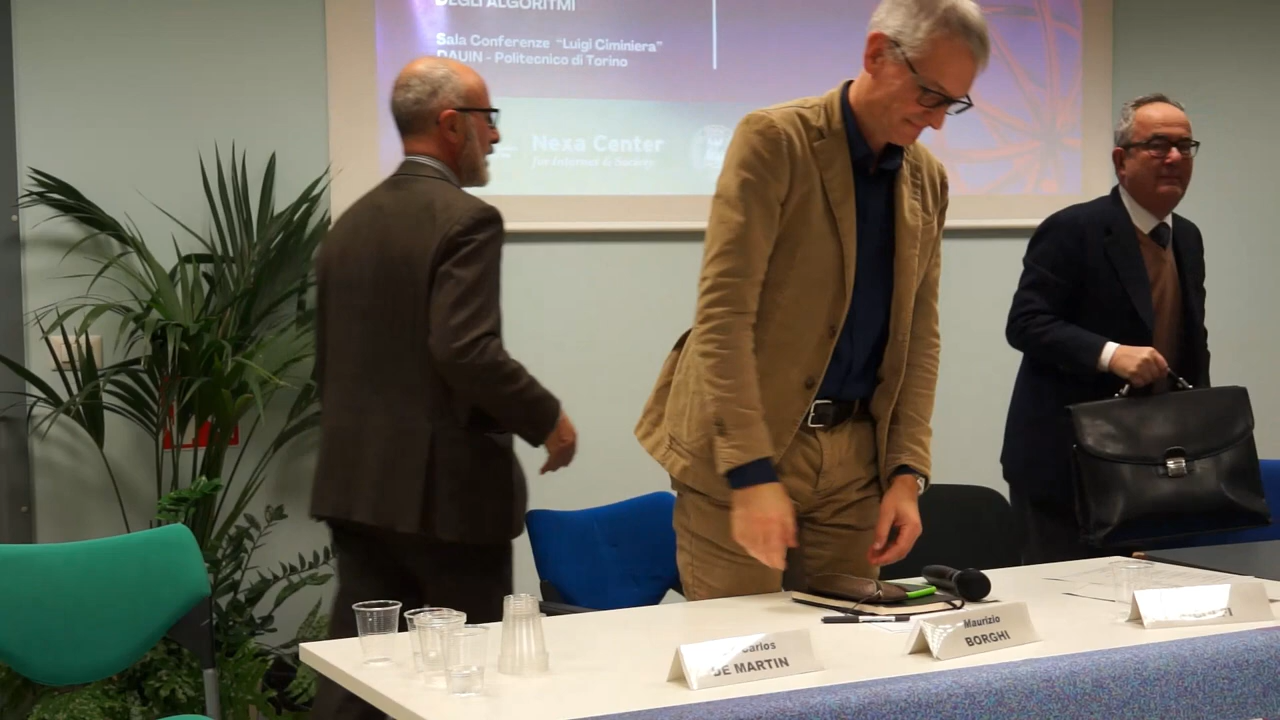 DEGLI ALGORITMI
Sala Conferenze "Luigi Ciminiera"
DAUIN - Politecnico di Torino
Nexa Center
for Internet & Society
Carlos
DE MARTIN
Maurizio
BORGHI